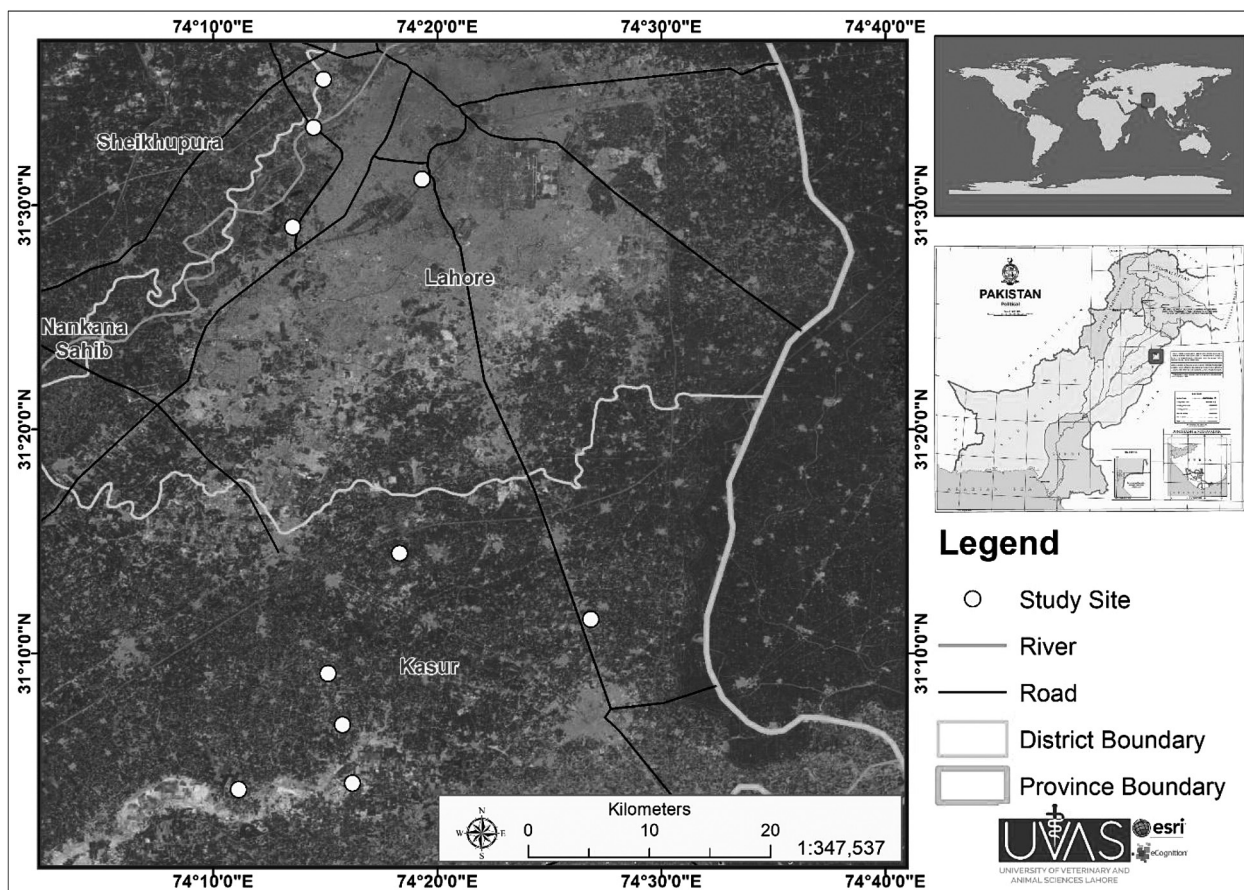 74°10'0"E
74°20'0"E
74°30'0"E
74°40'0"E
31°30'0"N
31°20'0"N
31°10'0"N
31°30'0"N
31°20'0"N
31°10'0"N
Sheikhupura
Lahore
Nankana
Sahib
Kasur
N
W
E
S
Kilometers
0
10
20
1:347,537
74°10'0"E
74°20'0"E
74°30'0"E
74°40'0"E
PAKISTAN
Political
Legend
Study Site
River
Road
District Boundary
Province Boundary
UVAS
esri
eCognition
UNIVERSITY OF VETERINARY AND
ANIMAL SCIENCES LAHORE